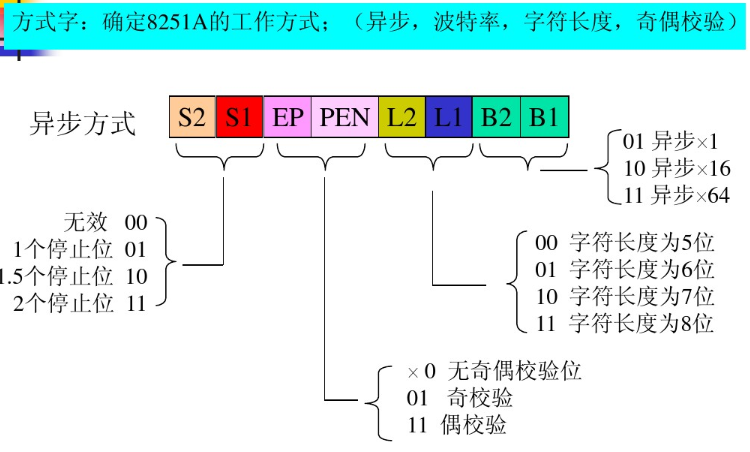 方式字：确定8251A的工作方式；（异步，波特率，字符长度，奇偶校验）
异步方式
S2 S1 EP PEN L2 L1 B2 B1
01 异步×1
10 异步×16
11 异步×64
无效 00
1个停止位 01
1.5个停止位 10
2个停止位 11
00 字符长度为5位
01 字符长度为6位
10 字符长度为7位
11 字符长度为8位
×0 无奇偶校验位
01 奇校验
11 偶校验